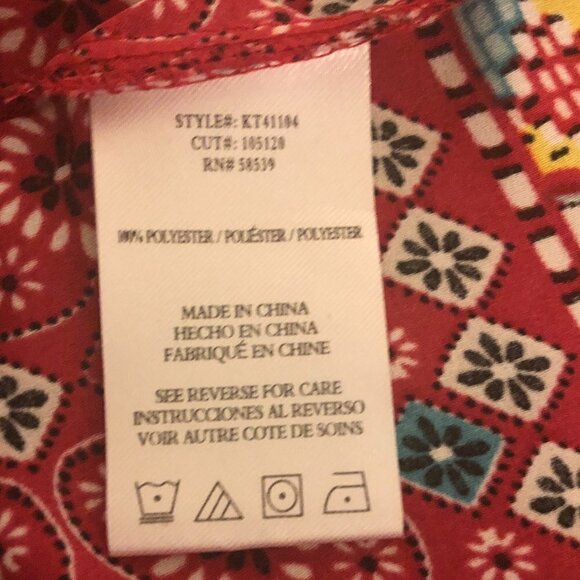 STYLE#: KT41104
CUT#: 105120
RN# 58539
100% POLYESTER / POLIÉSTER / POLYESTER
MADE IN CHINA
HECHO EN CHINA
FABRIQUÉ EN CHINE
SEE REVERSE FOR CARE
INSTRUCCIONES AL REVERSO
VOIR AUTRE COTE DE SOINS